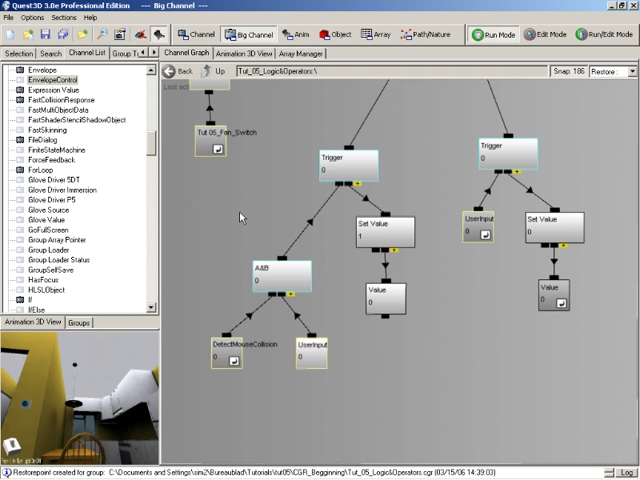 Quest3D 3.0e Professional Edition -- Big Channel
File Options Sections Help
Channel Big Channel Anim Object Array Path/Nature Run Mode Edit Mode Run/Edit Mode
Selection Search Channel List Group Tr Channel Graph Animation 3D View Array Manager
Back Up Tut_05_Logic&Operators:\ Snap: 186 Restore :
Envelope
EnvelopeControl
Expression Value
FastCollisionResponse
FastMultiObjectData
FastShaderStencilShadowObject
FastSkinning
FileDialog
FiniteStateMachine
ForceFeedback
ForLoop
Glove Driver 5DT
Glove Driver Immersion
Glove Driver P5
Glove Source
Glove Value
GoFullScreen
Group Array Pointer
Group Loader
Group Loader Status
GroupSelfSave
HasFocus
HLSLObject
If
IfElse
Animation 3D View Groups
Tut 05_Fan_Switch
Trigger
0
Trigger
0
Set Value
1
UserInput
0
Set Value
0
A&B
0
Value
0
Value
0
DetectMouseCollision
0
UserInput
0
Restorepoint created for group: C:\Documents and Settings\sim2\Bureaublad\Tutorials\tut05\CGR_Begginning\Tut_05_Logic&Operators.cgr (03/15/06 14:39:03) Log